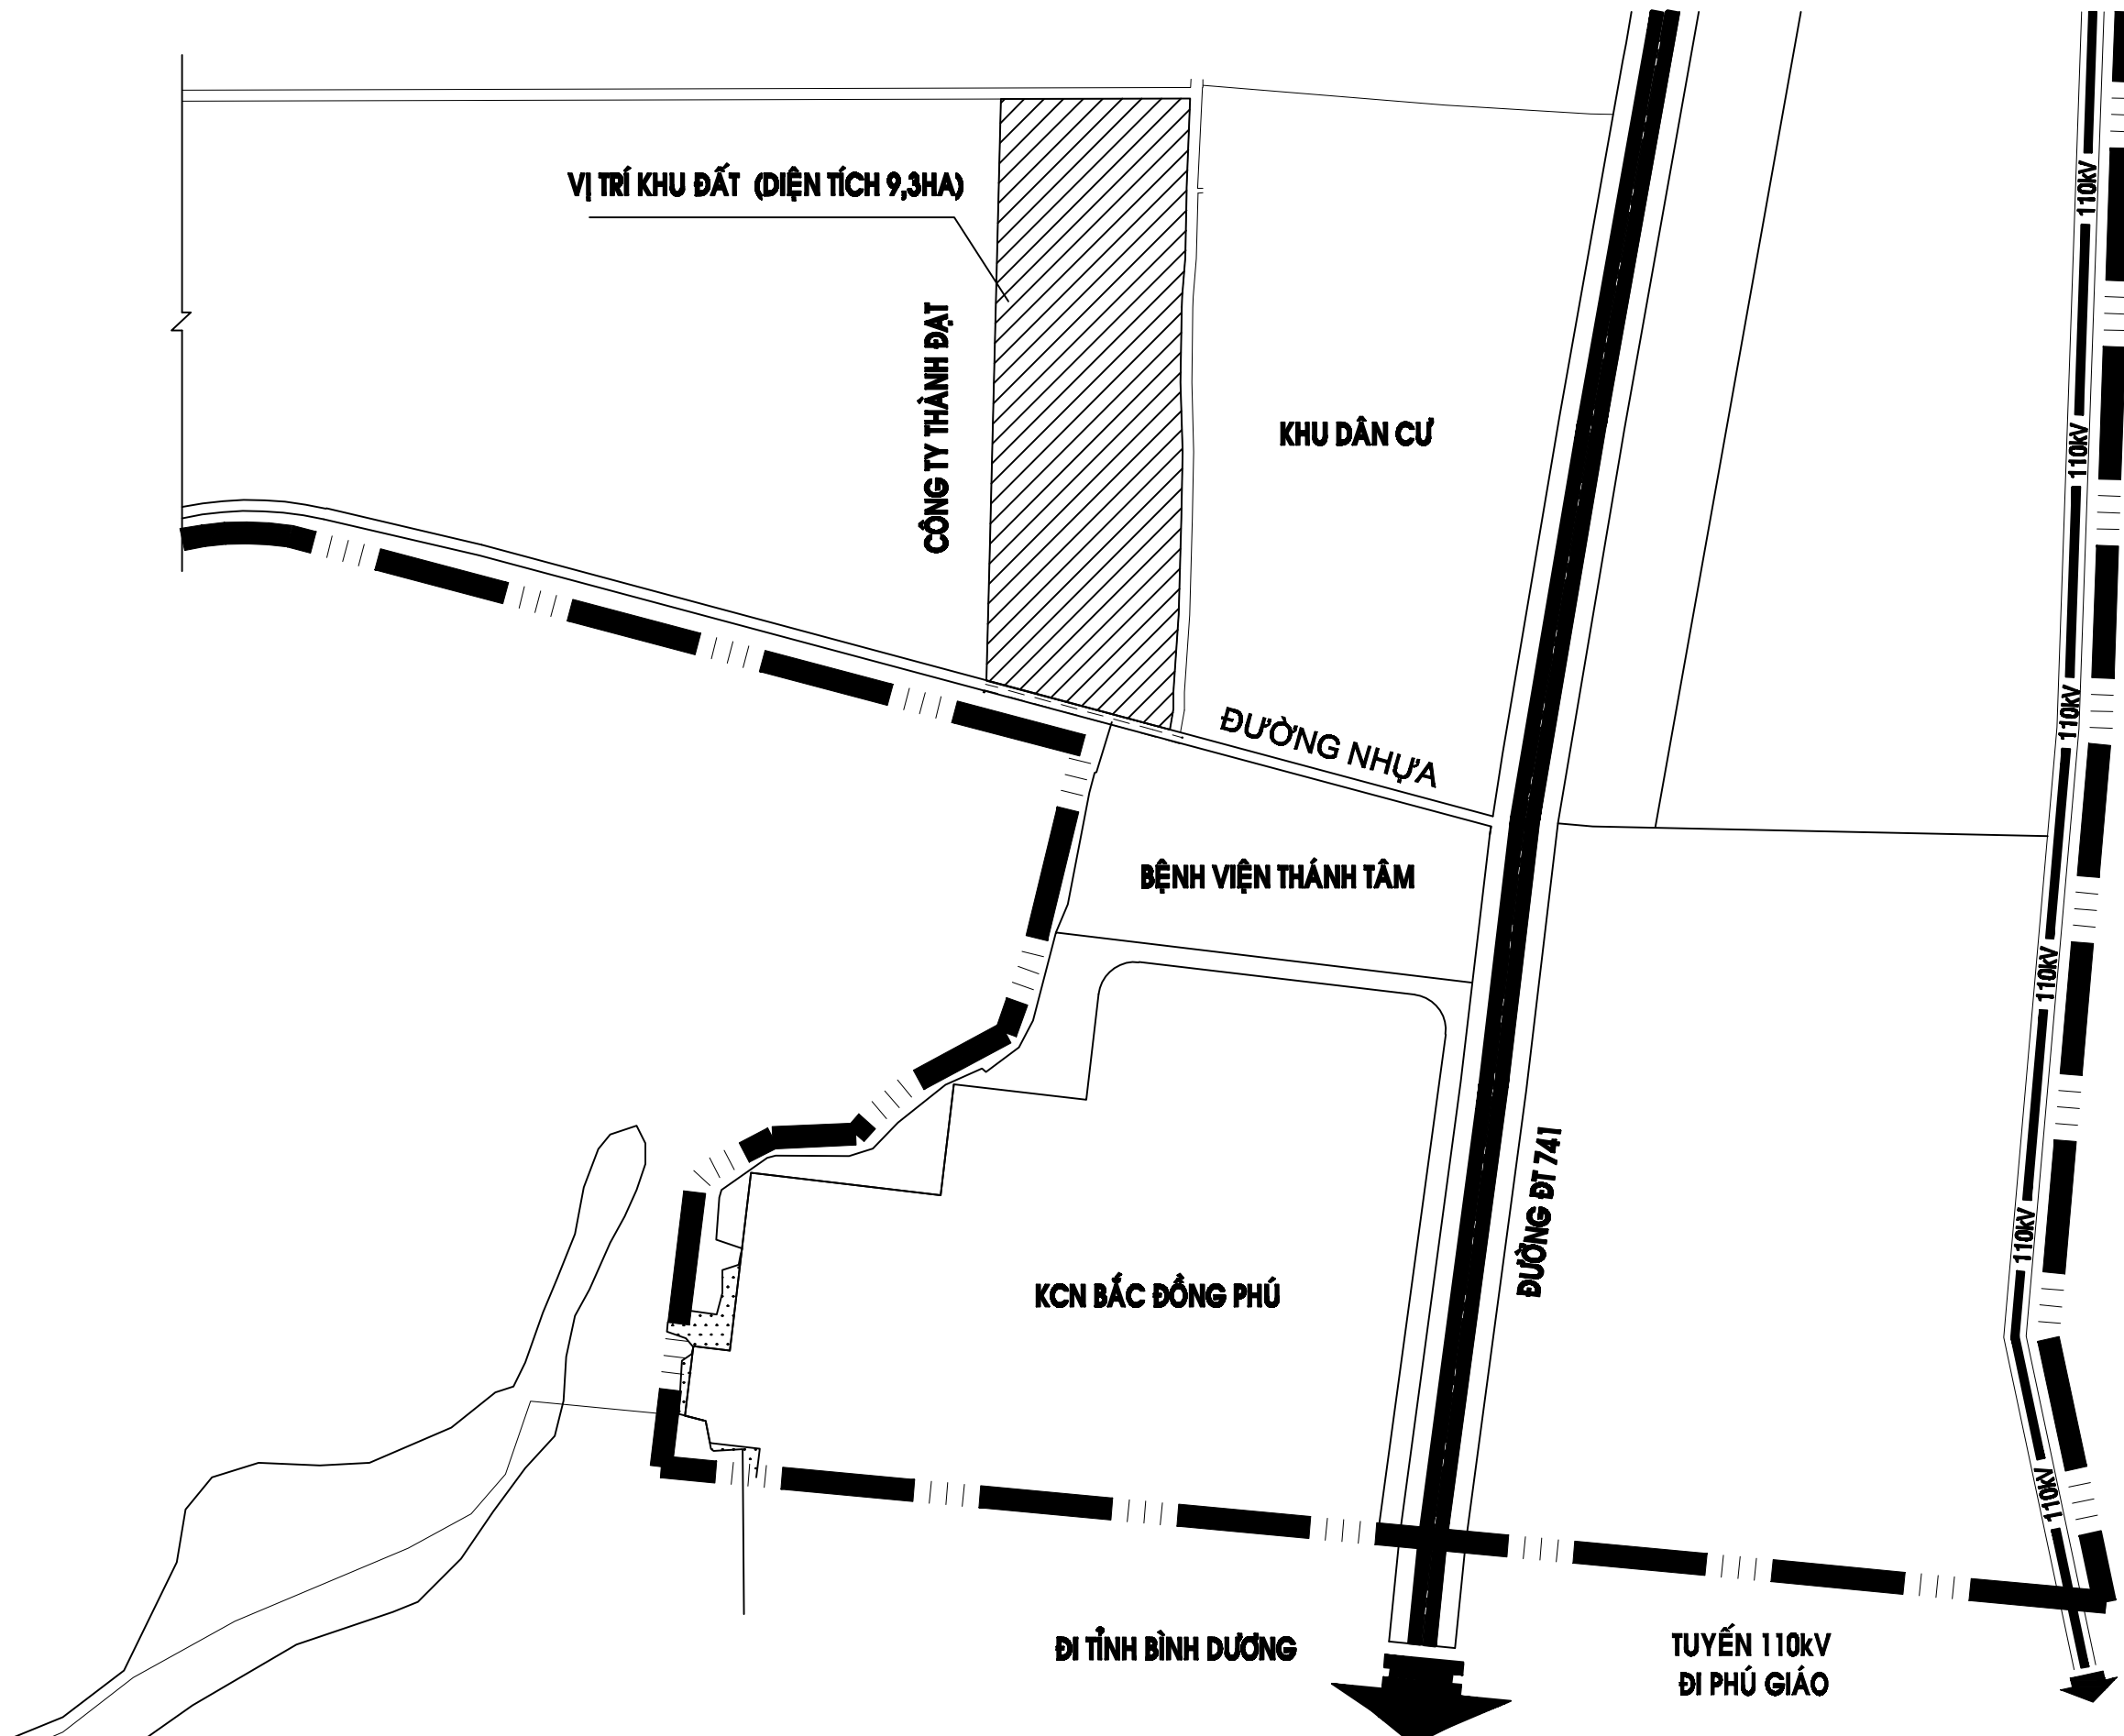 VỊ TRÍ KHU ĐẤT (DIỆN TÍCH 9,3HA)
CÔNG TY THÀNH ĐẠT
KHU DÂN CƯ
ĐƯỜNG NHỰA
BỆNH VIỆN THÁNH TÂM
ĐƯỜNG ĐT 741
KCN BẮC ĐỒNG PHÚ
110kV
110kV
110kV
110kV
110kV
110kV
ĐI TỈNH BÌNH DƯƠNG
TUYẾN 110kV
ĐI PHÚ GIÁO